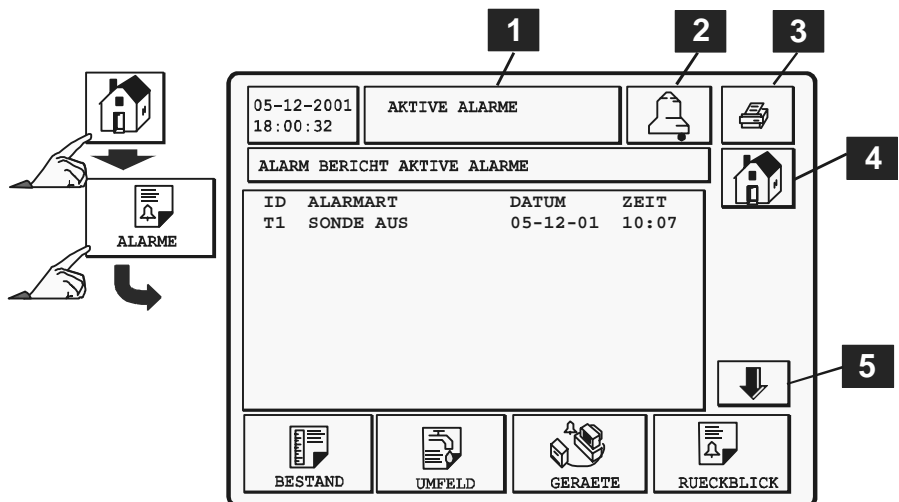 1 2 3
05-12-2001
18:00:32
AKTIVE ALARME
4
ALARM BERICHT AKTIVE ALARME
ID ALARMART DATUM ZEIT
T1 SONDE AUS 05-12-01 10:07
ALARME
5
BESTAND UMFELD GERAETE RUECKBLICK